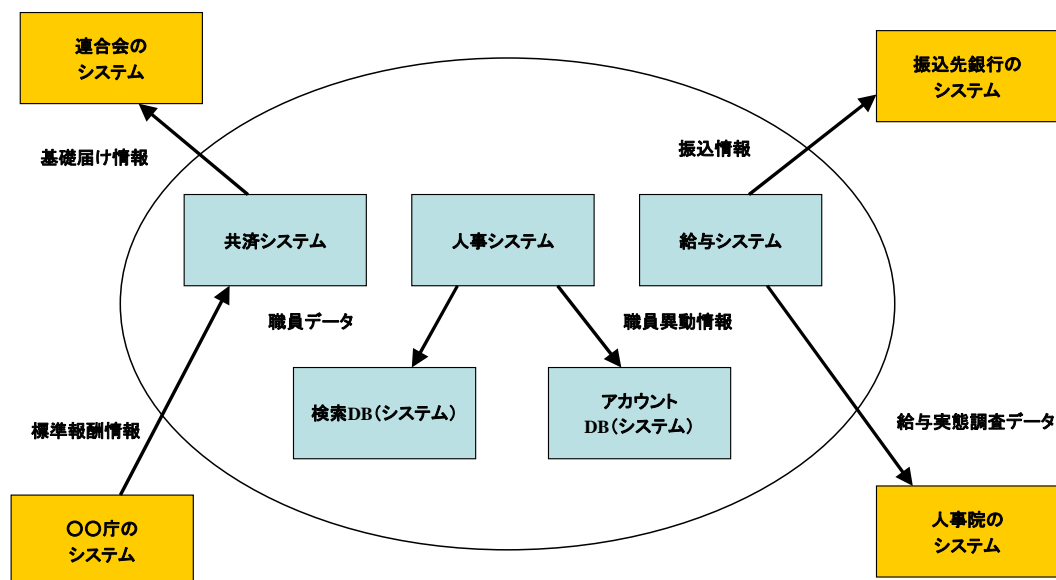 連合会の
システム
振込先銀行の
システム
基礎届け情報
振込情報
共済システム
人事システム
給与システム
職員データ
職員異動情報
検索DB(システム)
アカウント
DB(システム)
標準報酬情報
給与実態調査データ
〇〇庁の
システム
人事院の
システム